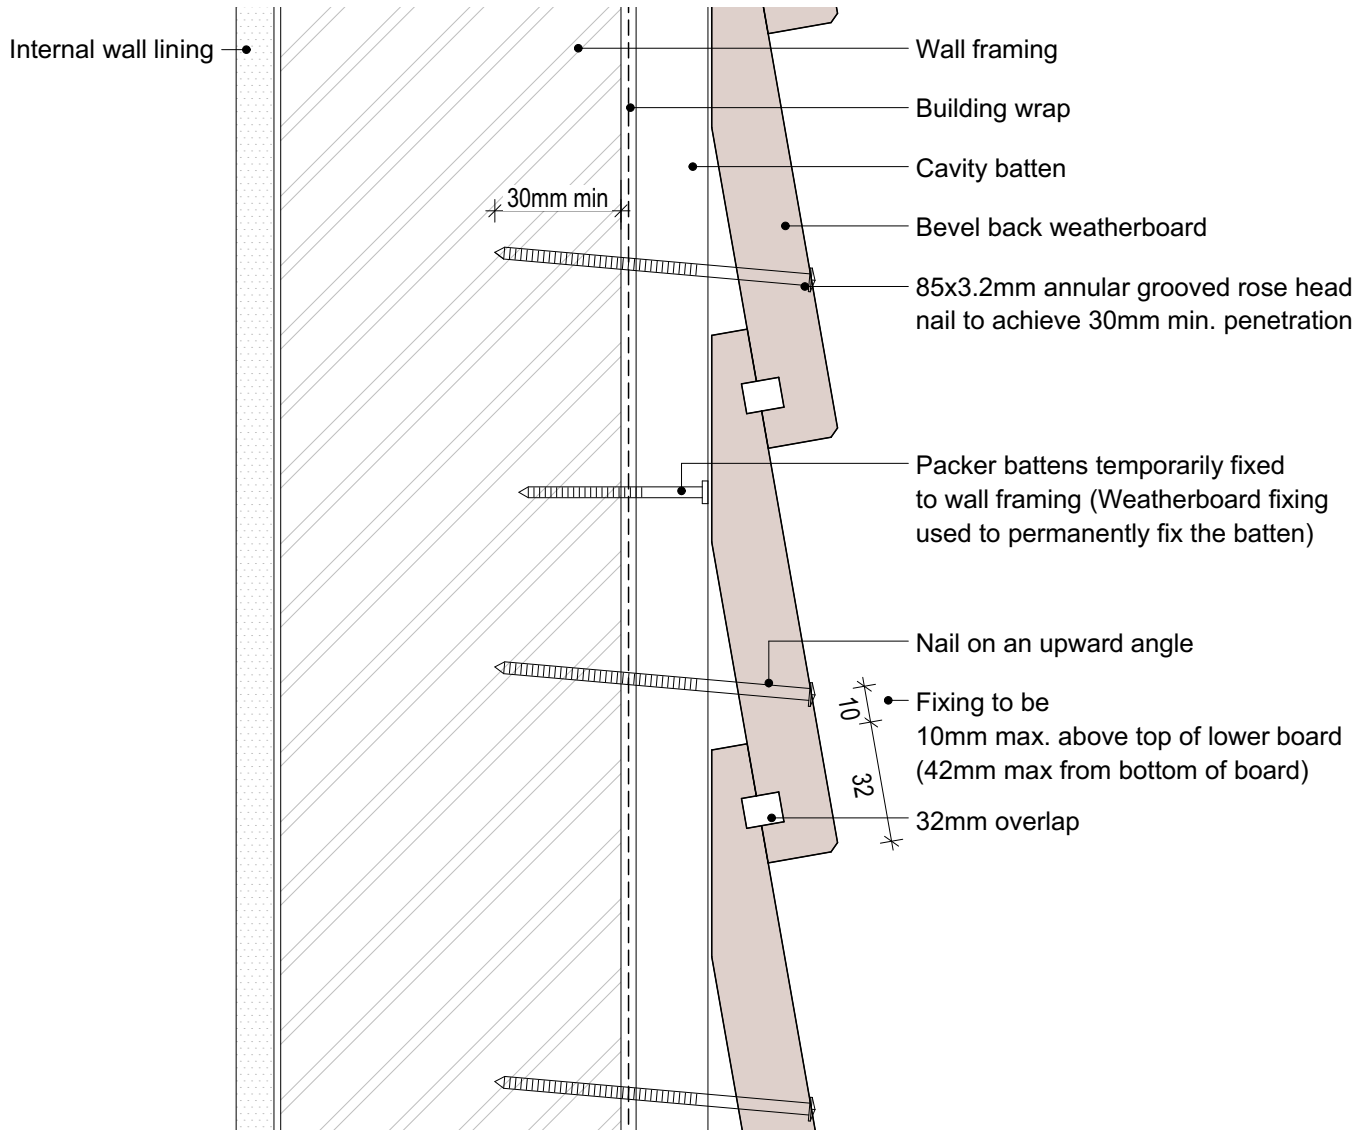 Internal wall lining
Wall framing
Building wrap
Cavity batten
30mm min
Bevel back weatherboard
85x3.2mm annular grooved rose head
nail to achieve 30mm min. penetration
Packer battens temporarily fixed
to wall framing (Weatherboard fixing
used to permanently fix the batten)
Nail on an upward angle
10
Fixing to be
10mm max. above top of lower board
(42mm max from bottom of board)
32
32mm overlap